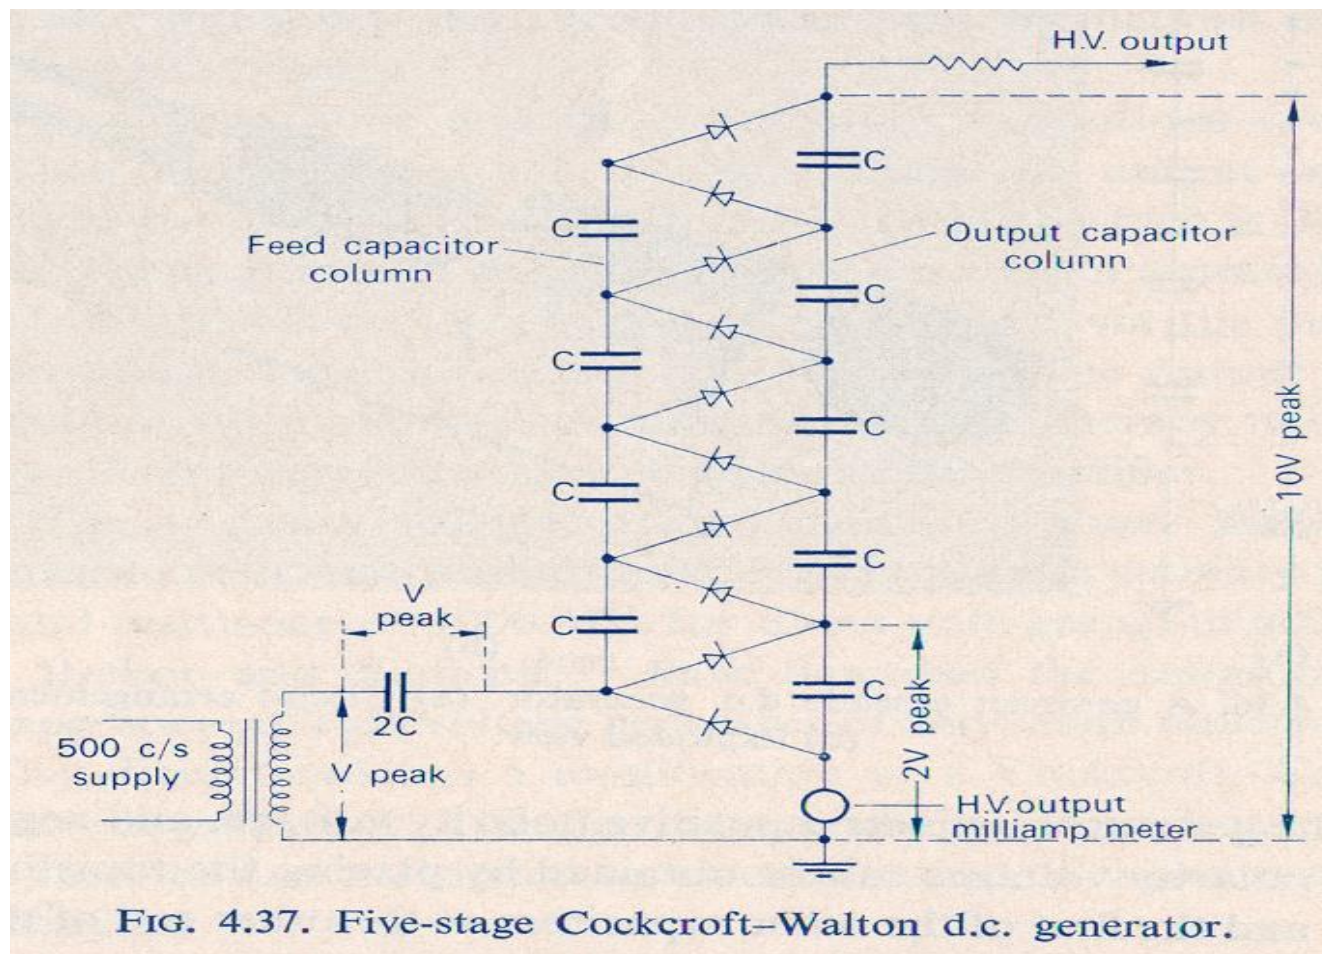 H.V. output
C
C
Feed capacitor
column
Output capacitor
column
C
C
10V peak
C
C
C
V
peak
C
C
C
2C
2V peak
500 c/s
supply
V peak
H.V. output
milliamp meter
FIG. 4.37. Five-stage Cockcroft–Walton d.c. generator.